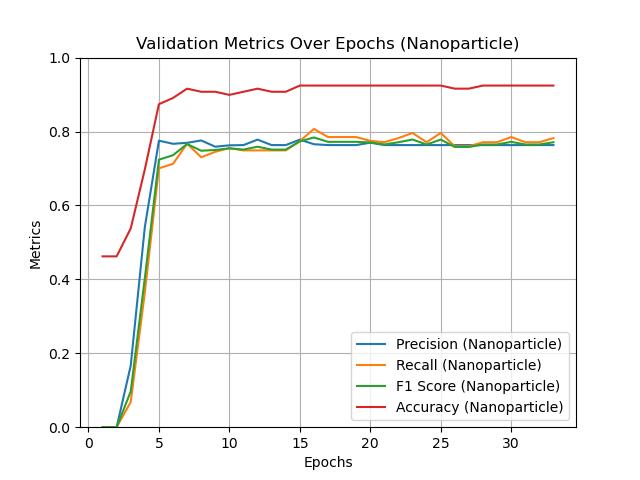 Validation Metrics Over Epochs (Nanoparticle)
1.0
0.8
0.6
0.4
0.2
0.0
Metrics
Precision (Nanoparticle)
Recall (Nanoparticle)
F1 Score (Nanoparticle)
Accuracy (Nanoparticle)
0 5 10 15 20 25 30
Epochs